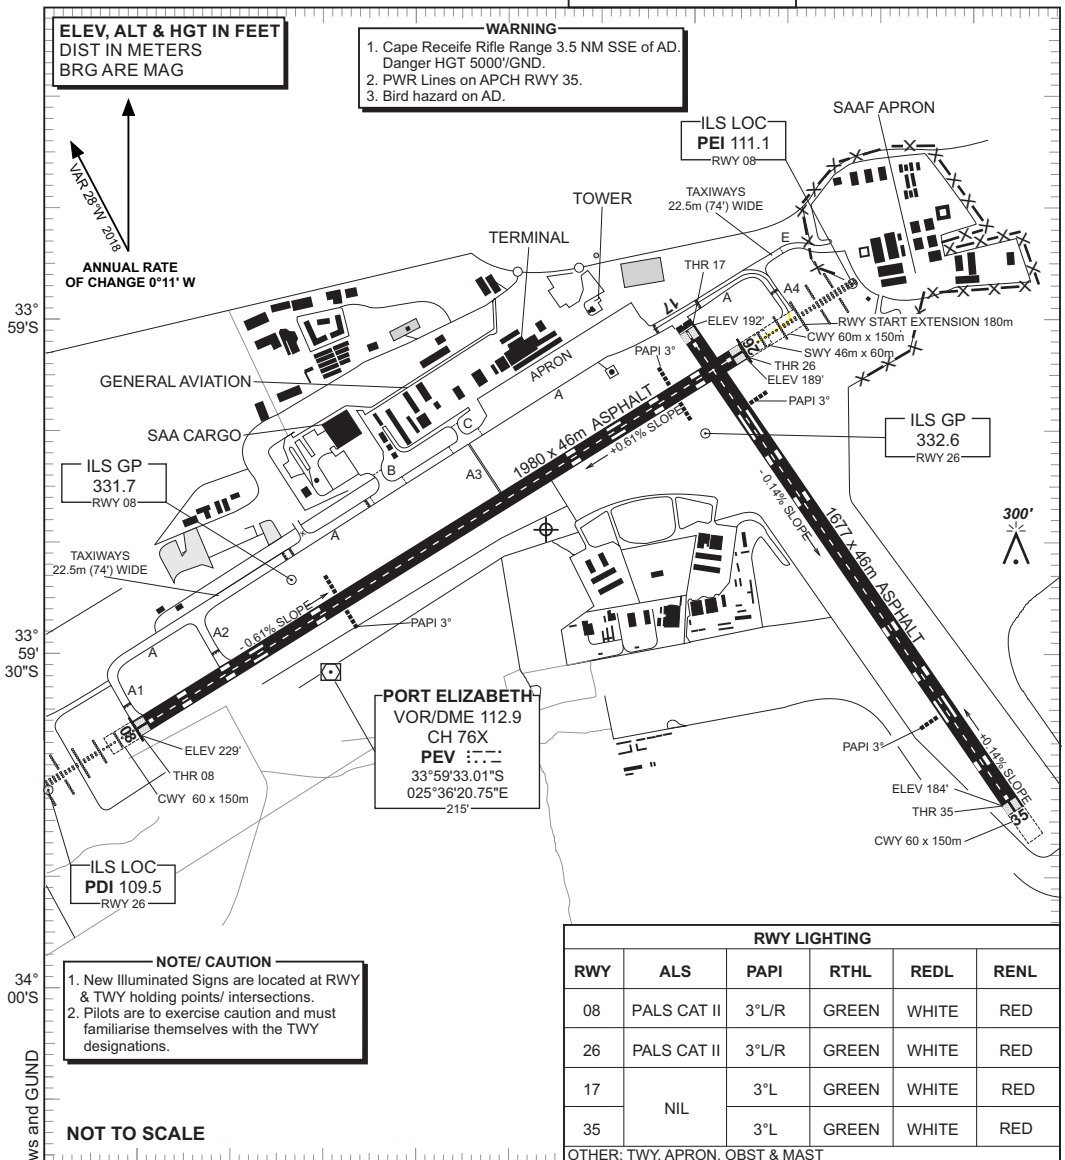 ELEV, ALT & HGT IN FEET
DIST IN METERS
BRG ARE MAG
WARNING
1. Cape Receife Rifle Range 3.5 NM SSE of AD.
Danger HGT 5000'/GND.
2. PWR Lines on APCH RWY 35.
3. Bird hazard on AD.
VAR 28°W 2018
ANNUAL RATE
OF CHANGE 0°11' W
ILS LOC
PEI 111.1
RWY 08
SAAF APRON
TAXIWAYS
22.5m (74') WIDE
TOWER
TERMINAL
E
THR 17
17
A
A4
ELEV 192'
RWY START EXTENSION 180m
CWY 60m x 150m
SWY 46m x 60m
26
THR 26
ELEV 189'
PAPI 3°
PAPI 3°
33°
59'S
APRON
A
GENERAL AVIATION
SAA CARGO
C
B
A3
1980 x 46m ASPHALT
+0.61% SLOPE
ILS GP
332.6
RWY 26
ILS GP
331.7
RWY 08
- 0.14% SLOPE
1677 x 46m ASPHALT
300'
A
TAXIWAYS
22.5m (74') WIDE
- 0.61% SLOPE
PAPI 3°
33°
59'
30"S
A2
A
A1
08
ELEV 229'
THR 08
CWY 60 x 150m
PORT ELIZABETH
VOR/DME 112.9
CH 76X
PEV
33°59'33.01"S
025°36'20.75"E
215'
PAPI 3°
+0.14% SLOPE
ELEV 184'
THR 35
35
CWY 60 x 150m
ILS LOC
PDI 109.5
RWY 26
NOTE/ CAUTION
1. New Illuminated Signs are located at RWY
& TWY holding points/ intersections.
2. Pilots are to exercise caution and must
familiarise themselves with the TWY
designations.
34°
00'S
ws and GUND
NOT TO SCALE
RWY LIGHTING
RWY ALS PAPI RTHL REDL RENL
08 PALS CAT II 3°L/R GREEN WHITE RED
26 PALS CAT II 3°L/R GREEN WHITE RED
17 NIL 3°L GREEN WHITE RED
35 3°L GREEN WHITE RED
OTHER: TWY, APRON, OBST & MAST